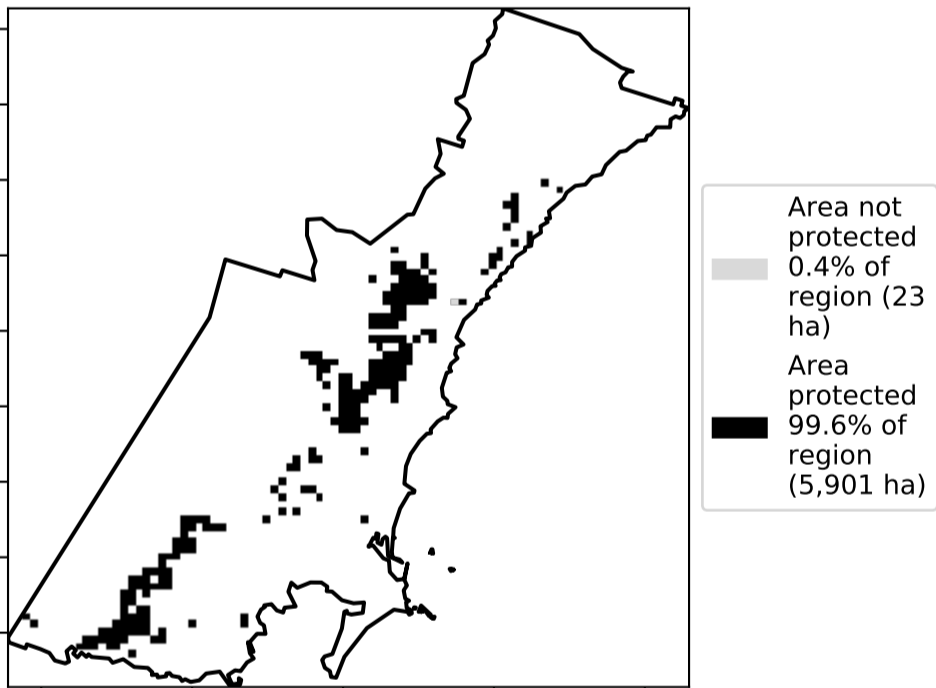 Area not
protected
0.4% of
region (23
ha)
Area
protected
99.6% of
region
(5,901 ha)